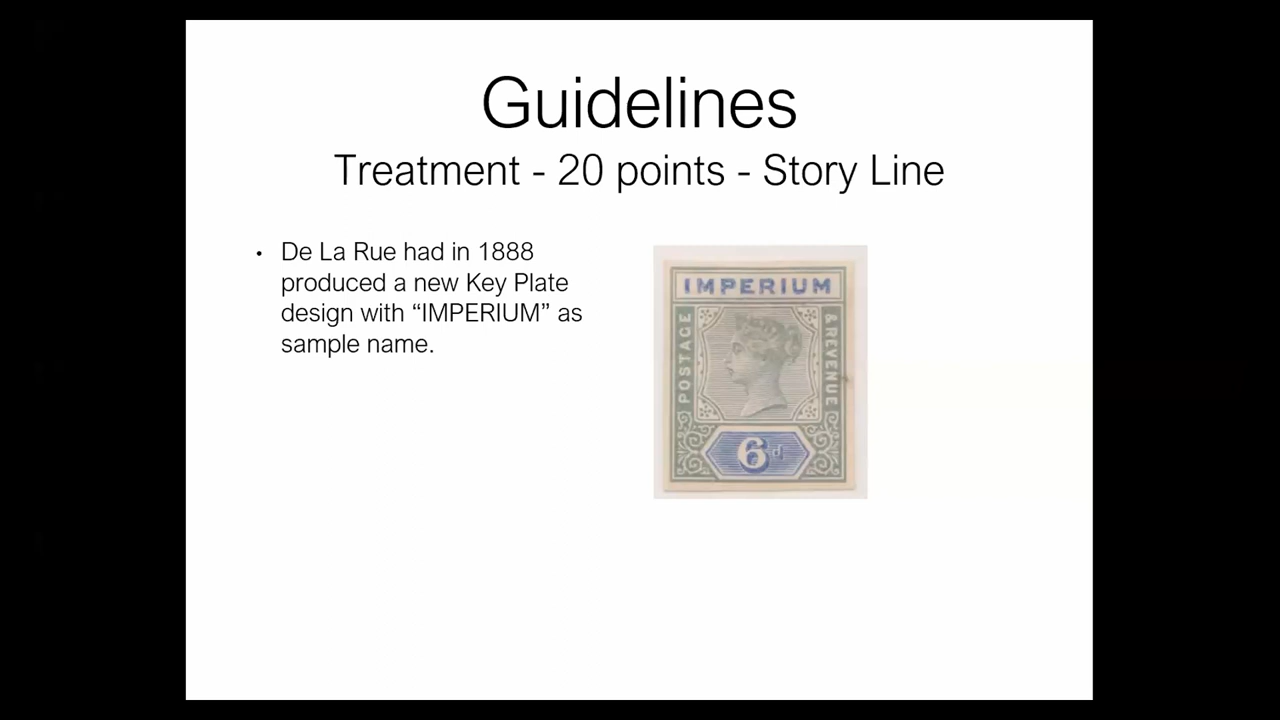 Guidelines
Treatment - 20 points - Story Line
• De La Rue had in 1888
produced a new Key Plate
design with “IMPERIUM” as
sample name.
IMPERIUM
POSTAGE
& REVENUE
6d